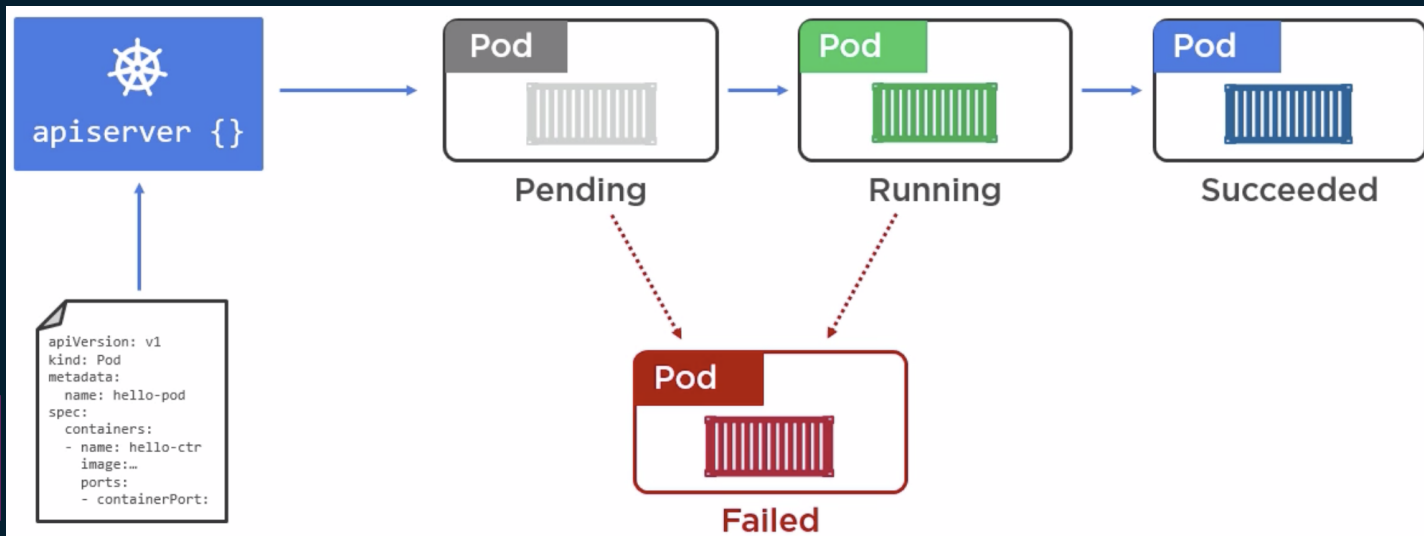 apiserver {}
Pod
Pending
Pod
Running
Pod
Succeeded
apiVersion: v1
kind: Pod
metadata:
  name: hello-pod
spec:
  containers:
  - name: hello-ctr
    image:…
    ports:
    - containerPort:
Pod
Failed